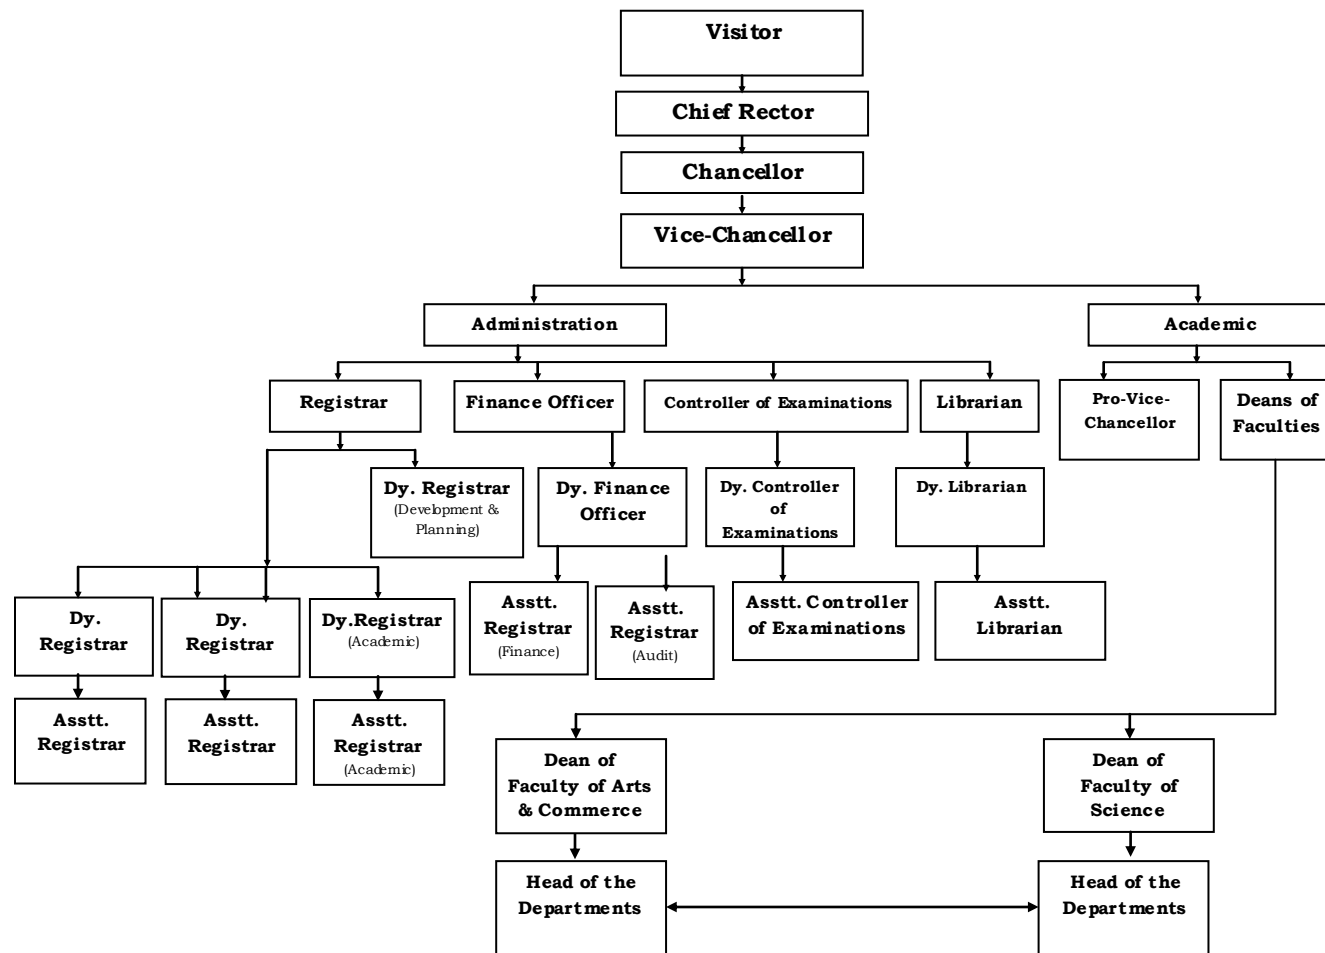 Visitor
Chief Rector
Chancellor
Vice-Chancellor
Administration
Academic
Registrar
Finance Officer
Controller of Examinations
Librarian
Pro-Vice-
Chancellor
Deans of
Faculties
Dy. Registrar
(Development &
Planning)
Dy. Finance
Officer
Dy. Controller
of
Examinations
Dy. Librarian
Dy.
Registrar
Dy.
Registrar
Dy.Registrar
(Academic)
Asstt.
Registrar
(Finance)
Asstt.
Registrar
(Audit)
Asstt. Controller
of Examinations
Asstt.
Librarian
Asstt.
Registrar
Asstt.
Registrar
Asstt.
Registrar
(Academic)
Dean of
Faculty of Arts
& Commerce
Dean of
Faculty of
Science
Head of the
Departments
Head of the
Departments